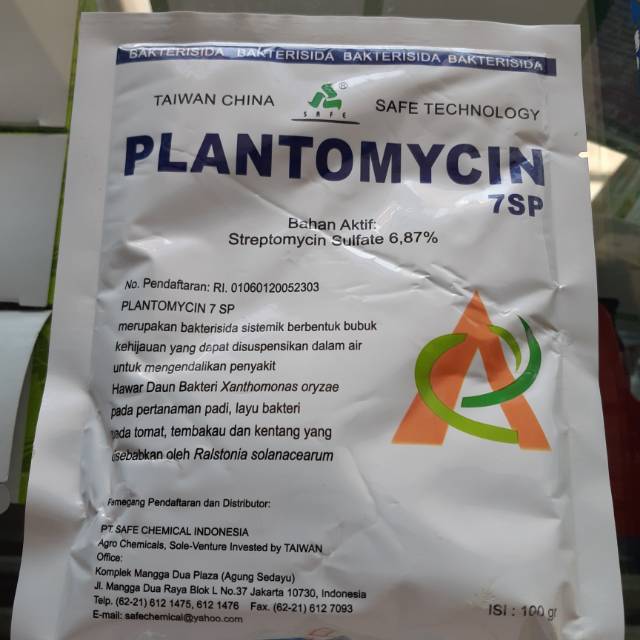 BAKTERISIDA BAKTERISIDA BAKTERISIDA BAKTERISIDA
TAIWAN CHINA
SAFE
®
SAFE TECHNOLOGY
PLANTOMYCIN
7SP
Bahan Aktif:
Streptomycin Sulfate 6,87%
No. Pendaftaran: RI. 01060120052303
PLANTOMYCIN 7 SP
merupakan bakterisida sistemik berbentuk bubuk
kehijauan yang dapat disuspensikan dalam air
untuk mengendalikan penyakit
Hawar Daun Bakteri Xanthomonas oryzae
pada pertanaman padi, layu bakteri
pada tomat, tembakau dan kentang yang
disebabkan oleh Ralstonia solanacearum
Pemegang Pendaftaran dan Distributor:
PT. SAFE CHEMICAL INDONESIA
Agro Chemicals, Sole-Venture Invested by TAIWAN
Office:
Komplek Mangga Dua Plaza (Agung Sedayu)
Jl. Mangga Dua Raya Blok L No.37 Jakarta 10730, Indonesia
Telp. (62-21) 612 1475, 612 1476 Fax. (62-21) 612 7093
E-mail: safechemical@yahoo.com
ISI : 100 gr